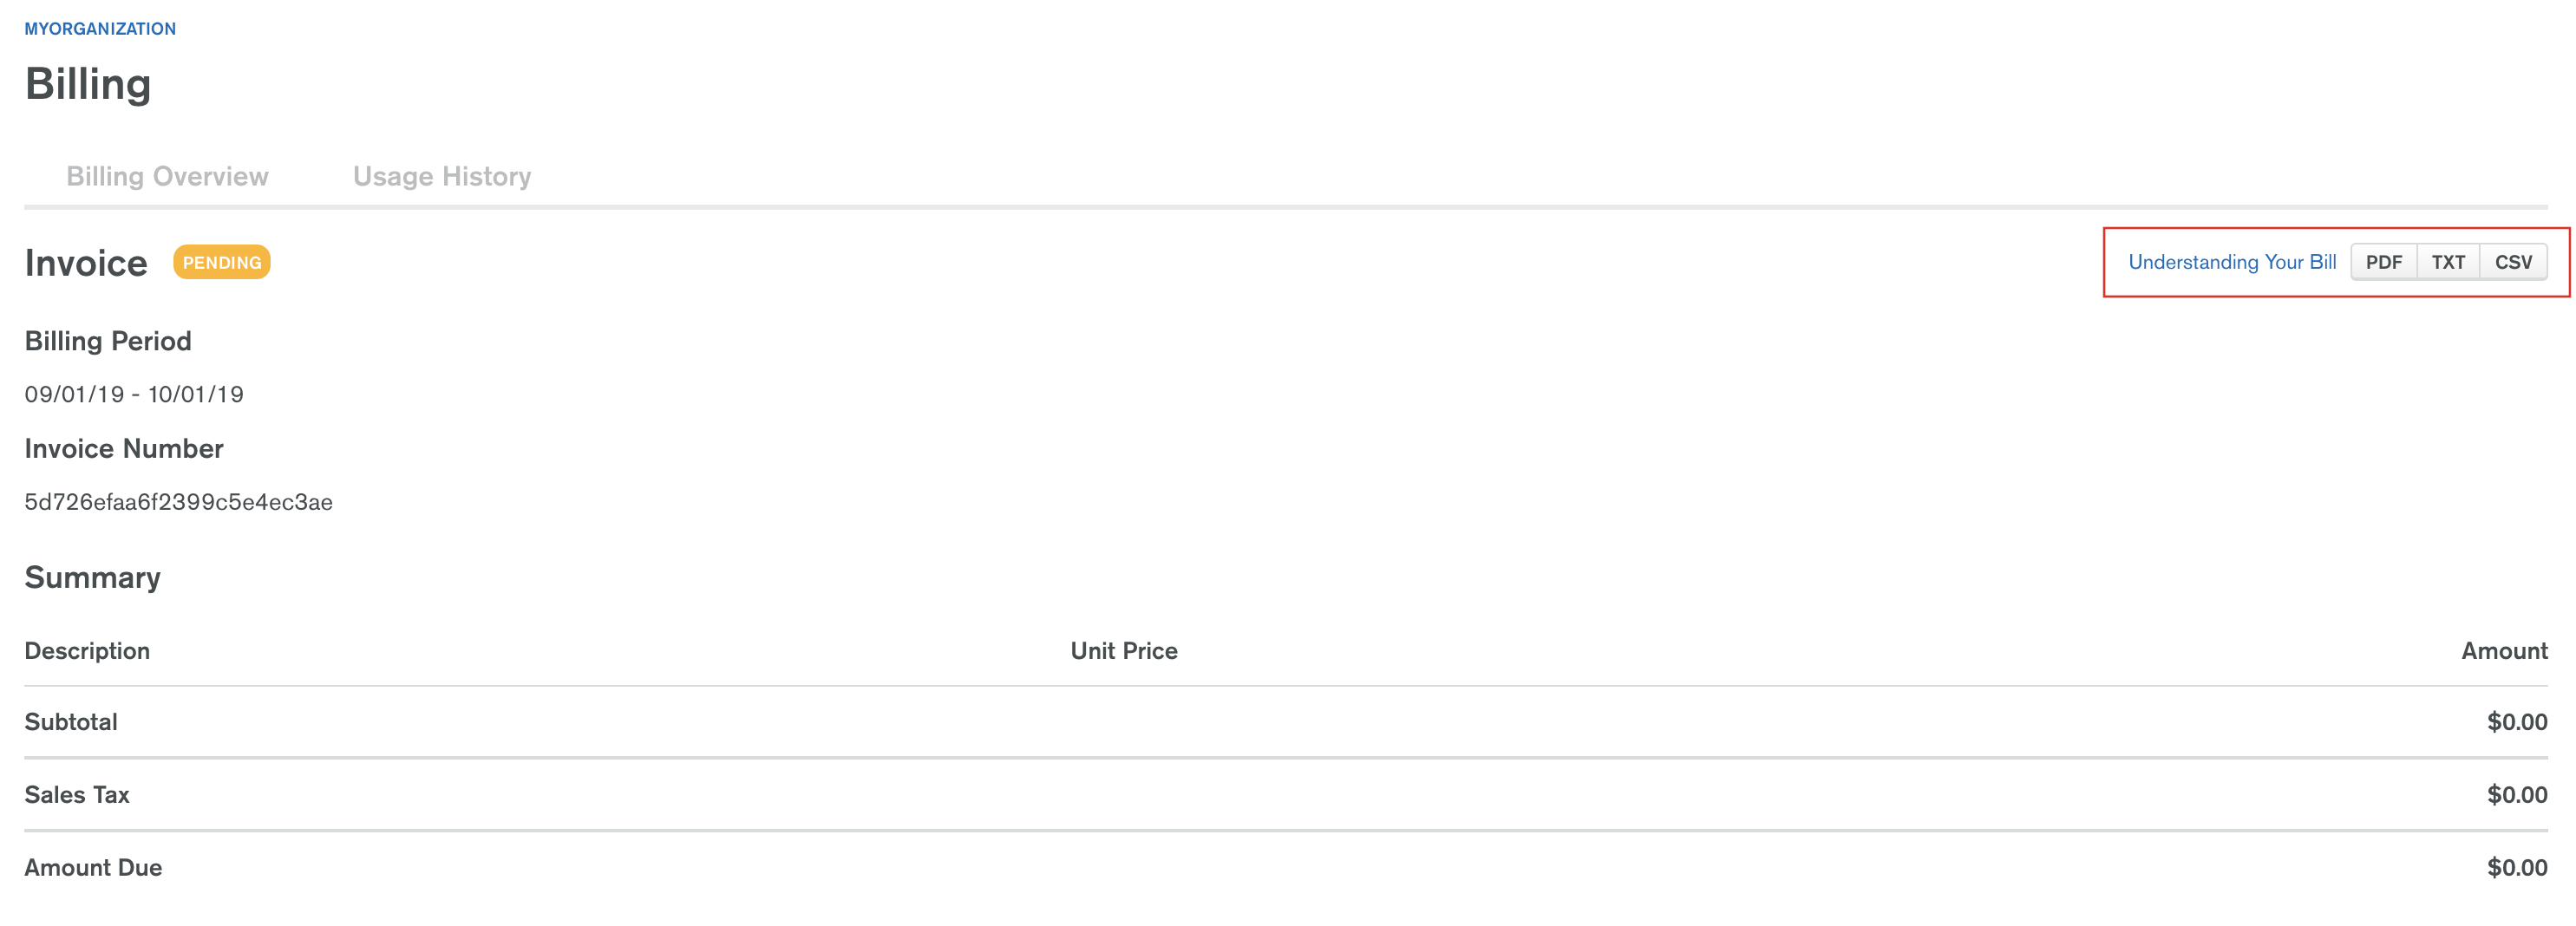 MYORGANIZATION
Billing
Billing Overview Usage History
Invoice PENDING Understanding Your Bill PDF TXT CSV
Billing Period
09/01/19 - 10/01/19
Invoice Number
5d726efaa6f2399c5e4ec3ae
Summary
Description Unit Price Amount
Subtotal $0.00
Sales Tax $0.00
Amount Due $0.00